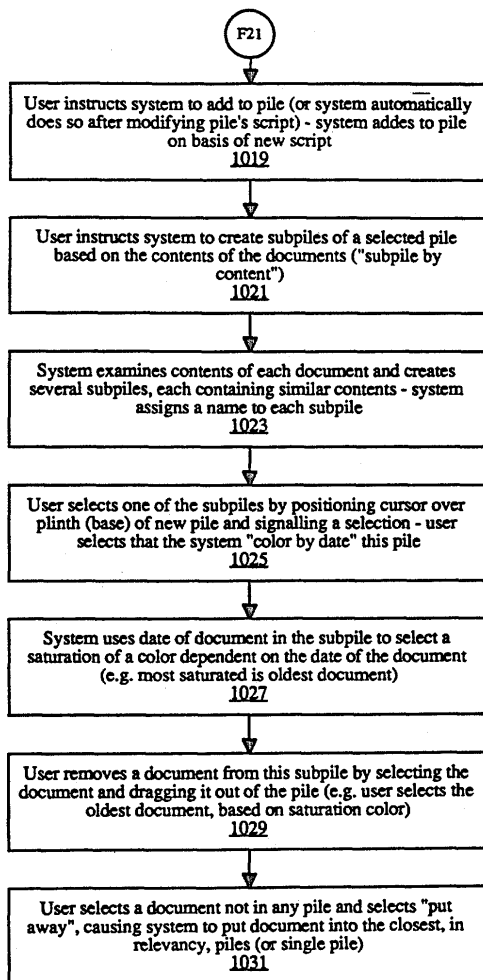 F21
User instructs system to add to pile (or system automatically
does so after modifying pile's script) - system addes to pile
on basis of new script
1019
User instructs system to create subpiles of a selected pile
based on the contents of the documents ("subpile by
content")
1021
System examines contents of each document and creates
several subpiles, each containing similar contents - system
assigns a name to each subpile
1023
User selects one of the subpiles by positioning cursor over
plinth (base) of new pile and signalling a selection - user
selects that the system "color by date" this pile
1025
System uses date of document in the subpile to select a
saturation of a color dependent on the date of the document
(e.g. most saturated is oldest document)
1027
User removes a document from this subpile by selecting the
document and dragging it out of the pile (e.g. user selects the
oldest document, based on saturation color)
1029
User selects a document not in any pile and selects "put
away", causing system to put document into the closest, in
relevancy, piles (or single pile)
1031